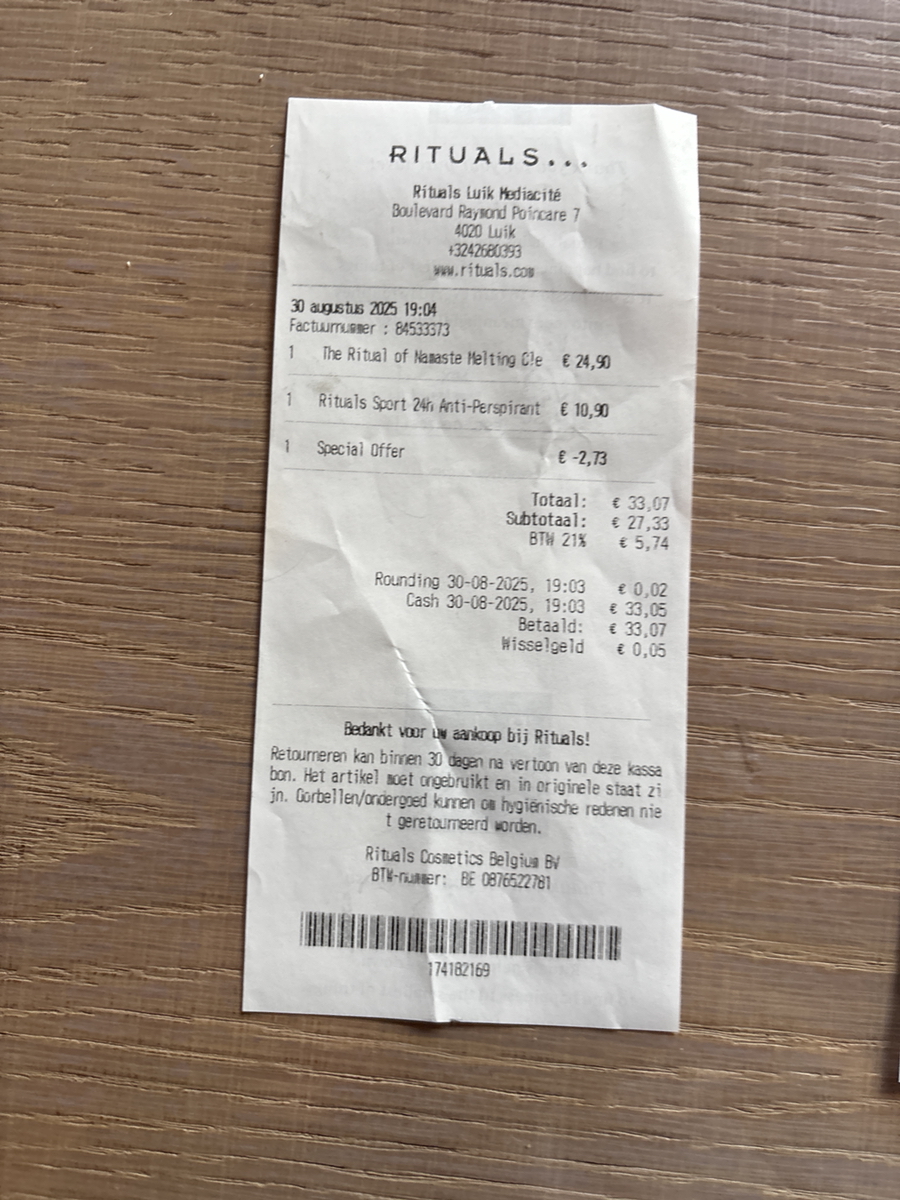 RITUALS...
Rituals Luik Mediacité
Boulevard Raymond Poincare 7
4020 Luik
+3242680393
www.rituals.com
30 augustus 2025 19:04
Factuurnummer : 84533373
1 The Ritual of Namaste Melting Cle € 24,90
1 Rituals Sport 24h Anti-Perspirant € 10,90
1 Special Offer € -2,73
Totaal: € 33,07
Subtotaal: € 27,33
BTW 21% € 5,74
Rounding 30-08-2025, 19:03 € 0,02
Cash 30-08-2025, 19:03 € 33,05
Betaald: € 33,07
Wisselgeld € 0,05
Bedankt voor uw aankoop bij Rituals!
Retourneren kan binnen 30 dagen na vertoon van deze kassa
bon. Het artikel moet ongebruikt en in originele staat zi
jn. Oorbellen/ondergoed kunnen om hygiënische redenen nie
t geretourneerd worden.
Rituals Cosmetics Belgium BV
BTW-nummer: BE 0876522781
174182169